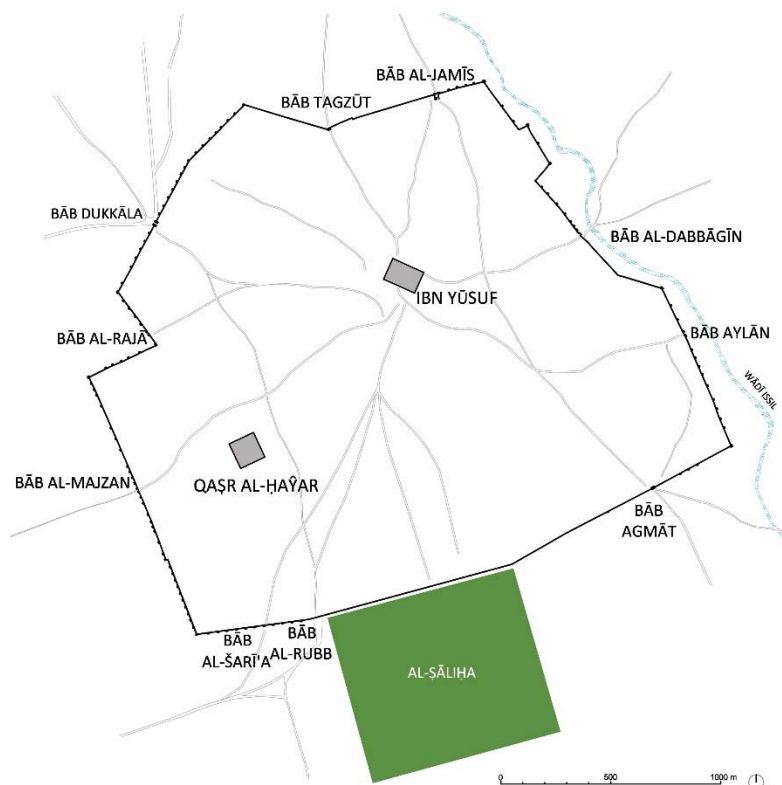 BĀB AL-JAMĪS
BĀB TAGZŪT
BĀB DUKKĀLA
BĀB AL-DABBĀGĪN
IBN YŪSUF
BĀB AL-RAJĀ
BĀB AYLĀN
WĀDĪ ISSIL
BĀB AL-MAJZAN
QAṢR AL-ḤAŶAR
BĀB
AGMĀT
BĀB
AL-ŠARĪ'A
BĀB
AL-RUBB
AL-ṢĀLIḤA
0 500 1000 m